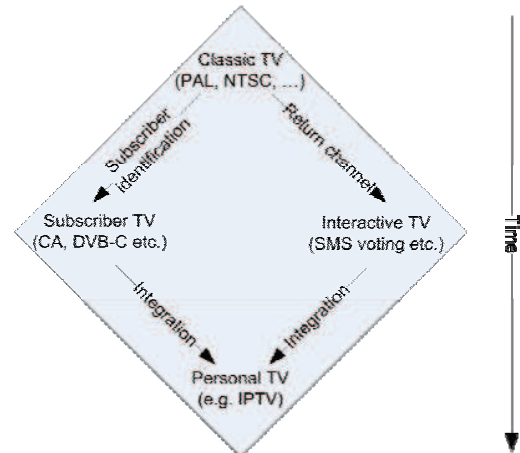 Classic TV
(PAL, NTSC, ...)
Subscriber
identification
Return channel
Subscriber TV
(CA, DVB-C etc.)
Interactive TV
(SMS voting etc.)
Time
Integration
Integration
Personal TV
(e.g. IPTV)